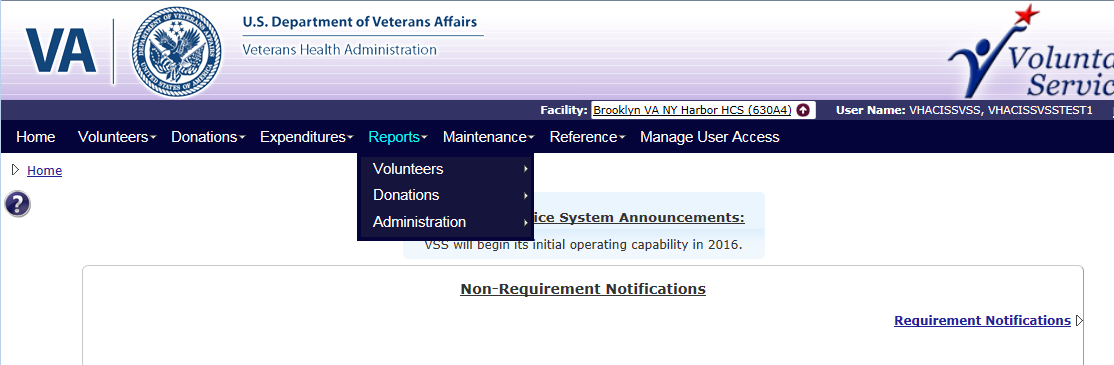 VA
U.S. Department of Veterans Affairs
Veterans Health Administration
Volunta
Servic
Facility: Brooklyn VA NY Harbor HCS (630A4) User Name: VHACISSVSS, VHACISSVSSTEST1
Home Volunteers Donations Expenditures Reports Maintenance Reference Manage User Access
Home
Volunteers
Donations
Administration
ice System Announcements:
VSS will begin its initial operating capability in 2016.
Non-Requirement Notifications
Requirement Notifications